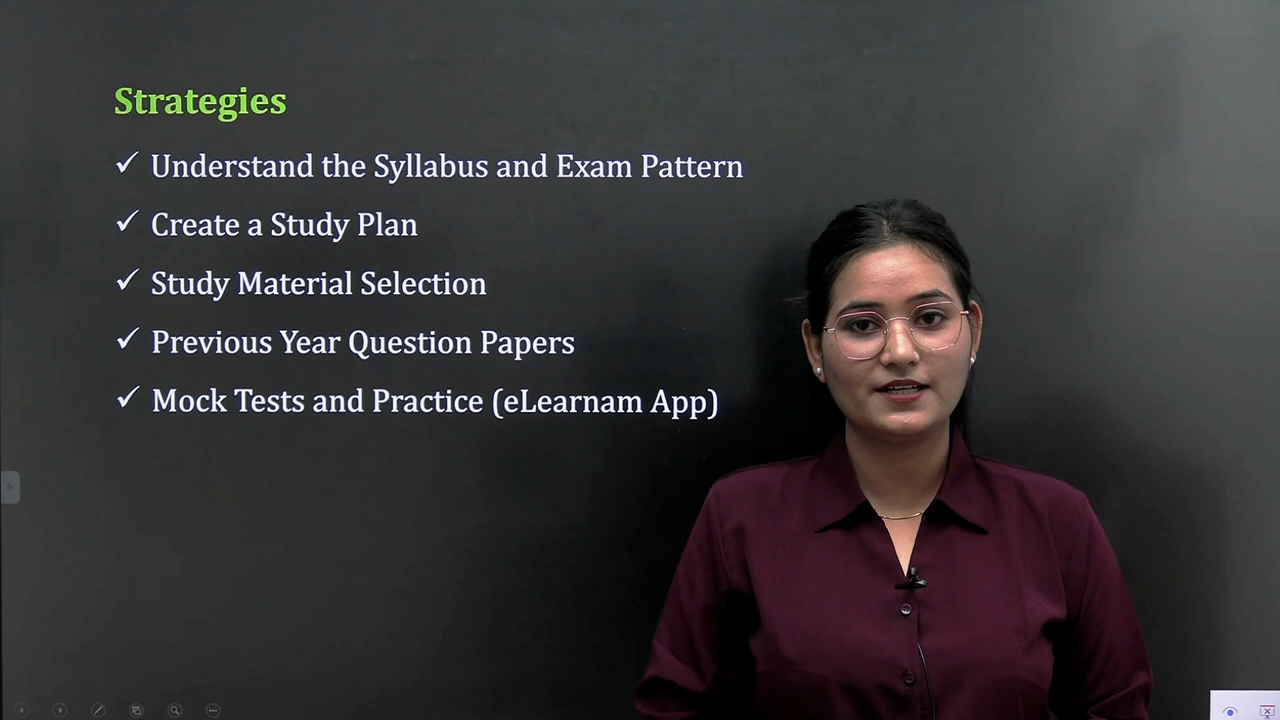 Strategies
✓ Understand the Syllabus and Exam Pattern
✓ Create a Study Plan
✓ Study Material Selection
✓ Previous Year Question Papers
✓ Mock Tests and Practice (eLearnam App)